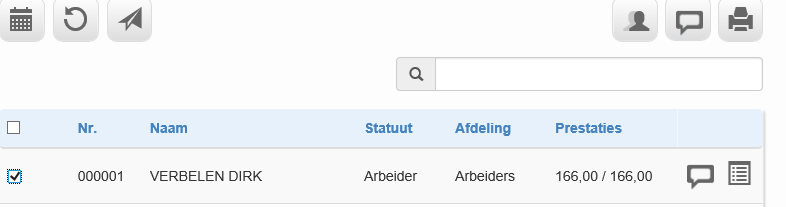 Nr. Naam Statuut Afdeling Prestaties
000001 VERBELEN DIRK Arbeider Arbeiders 166,00 / 166,00